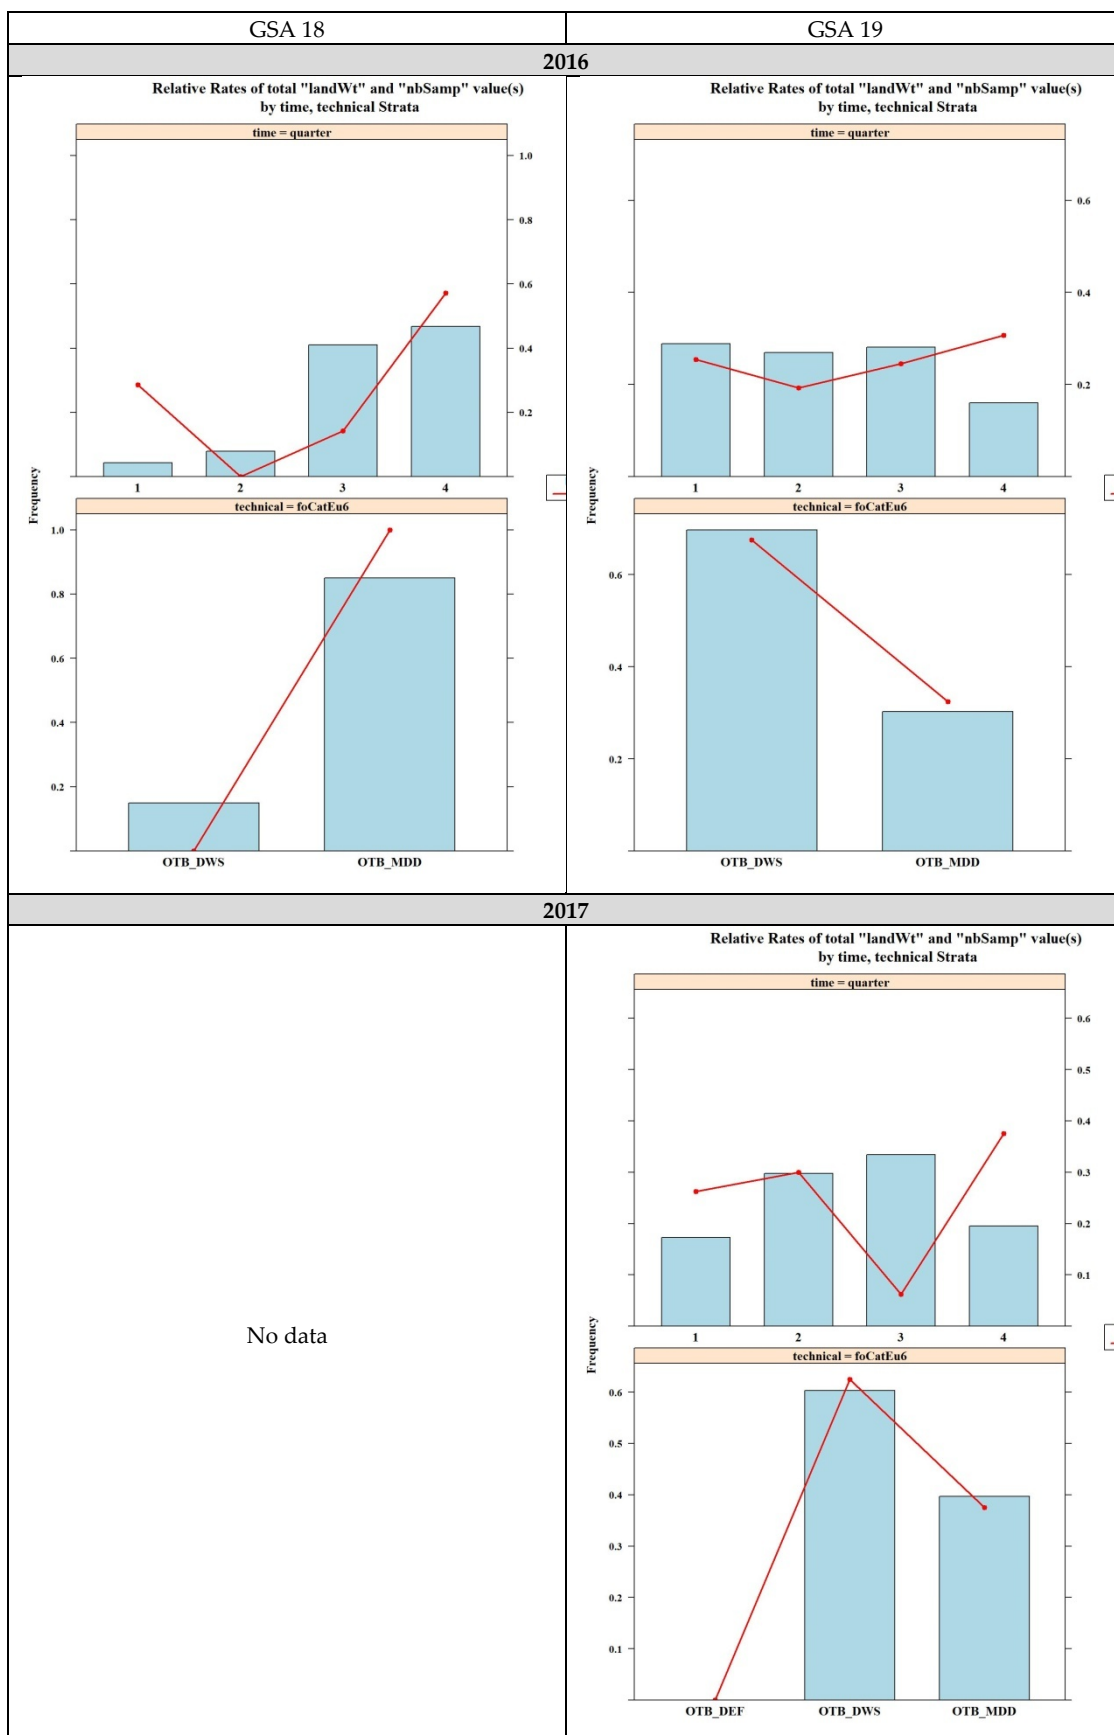 GSA 18
GSA 19
2016
Relative Rates of total "landWt" and "nbSamp" value(s)
by time, technical Strata
time = quarter
1.0
0.8
0.6
0.4
0.2
1 2 3 4
Frequency
technical = foCatEu6
1.0
0.8
0.6
0.4
0.2
OTB_DWS OTB_MDD
Relative Rates of total "landWt" and "nbSamp" value(s)
by time, technical Strata
time = quarter
0.6
0.4
0.2
1 2 3 4
Frequency
technical = foCatEu6
0.6
0.4
0.2
OTB_DWS OTB_MDD
2017
No data
Relative Rates of total "landWt" and "nbSamp" value(s)
by time, technical Strata
time = quarter
0.6
0.5
0.4
0.3
0.2
0.1
1 2 3 4
Frequency
technical = foCatEu6
0.6
0.5
0.4
0.3
0.2
0.1
OTB_DEF OTB_DWS OTB_MDD